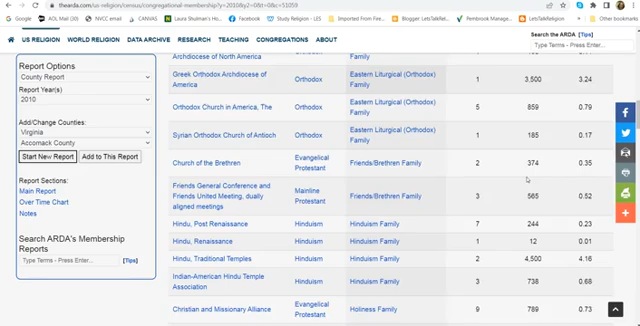 thearda.com/us-religion/census/congregational-membership?y=2010&y2=0&t=0&c=51059
Google
AOL Mail (30)
NVCC email
canvas
Laura Shulman's Ho...
Facebook
Study Religion - LES
Imported From Firef...
Blogger LetsTalkRel...
Pembrook Manage...
LetsTalkReligion
Other bookmarks
US RELIGION
WORLD RELIGION
DATA ARCHIVE
RESEARCH
TEACHING
CONGREGATIONS
ABOUT
Search the ARDA [Tips]
Type Terms - Press Enter...
Report Options
County Report
Report Year(s)
2010
Add/Change Counties:
Virginia
Accomack County
Start New Report
Add to This Report
Report Sections:
Main Report
Over Time Chart
Notes
Search ARDA's Membership
Reports
Type Terms - Press Enter...
[Tips]
Archdiocese of North America
Family
Greek Orthodox Archdiocese of
America
Orthodox
Eastern Liturgical (Orthodox)
Family
1
3,500
3.24
Orthodox Church in America, The
Orthodox
Eastern Liturgical (Orthodox)
Family
5
859
0.79
Syrian Orthodox Church of Antioch
Orthodox
Eastern Liturgical (Orthodox)
Family
1
185
0.17
Church of the Brethren
Evangelical
Protestant
Friends/Brethren Family
2
374
0.35
Friends General Conference and
Friends United Meeting, dually
aligned meetings
Mainline
Protestant
Friends/Brethren Family
3
565
0.52
Hindu, Post Renaissance
Hinduism
Hinduism Family
7
244
0.23
Hindu, Renaissance
Hinduism
Hinduism Family
1
12
0.01
Hindu, Traditional Temples
Hinduism
Hinduism Family
2
4,500
4.16
Indian-American Hindu Temple
Association
Hinduism
Hinduism Family
3
738
0.68
Christian and Missionary Alliance
Evangelical
Protestant
Holiness Family
9
789
0.73